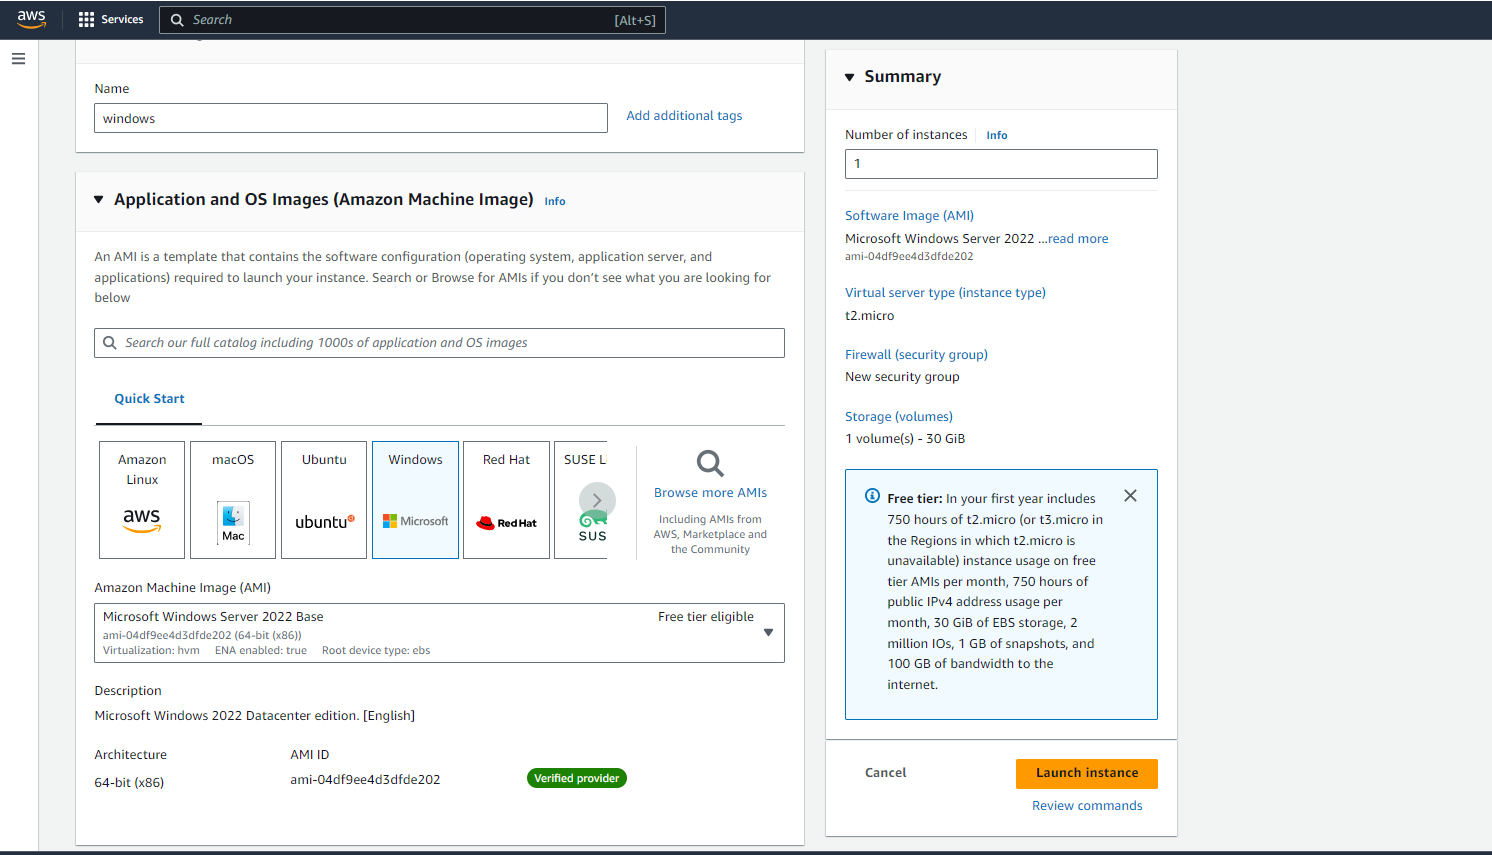 aws
Services
Search
[Alt+S]
Name
windows
Add additional tags
Application and OS Images (Amazon Machine Image) Info
An AMI is a template that contains the software configuration (operating system, application server, and
applications) required to launch your instance. Search or Browse for AMIs if you don't see what you are looking for
below
Search our full catalog including 1000s of application and OS images
Quick Start
Amazon
Linux
aws
macOS
Mac
Ubuntu
ubuntu
Windows
Microsoft
Red Hat
Red Hat
SUSE L
SUS
Browse more AMIs
Including AMIs from
AWS, Marketplace and
the Community
Amazon Machine Image (AMI)
Microsoft Windows Server 2022 Base
Free tier eligible
ami-04df9ee4d3dfde202 (64-bit (x86))
Virtualization: hvm ENA enabled: true Root device type: ebs
Description
Microsoft Windows 2022 Datacenter edition. [English]
Architecture
64-bit (x86)
AMI ID
ami-04df9ee4d3dfde202
Verified provider
Summary
Number of instances Info
1
Software Image (AMI)
Microsoft Windows Server 2022 ...read more
ami-04df9ee4d3dfde202
Virtual server type (instance type)
t2.micro
Firewall (security group)
New security group
Storage (volumes)
1 volume(s) - 30 GiB
Free tier: In your first year includes
750 hours of t2.micro (or t3.micro in
the Regions in which t2.micro is
unavailable) instance usage on free
tier AMIs per month, 750 hours of
public IPv4 address usage per
month, 30 GiB of EBS storage, 2
million IOs, 1 GB of snapshots, and
100 GB of bandwidth to the
internet.
Cancel
Launch instance
Review commands